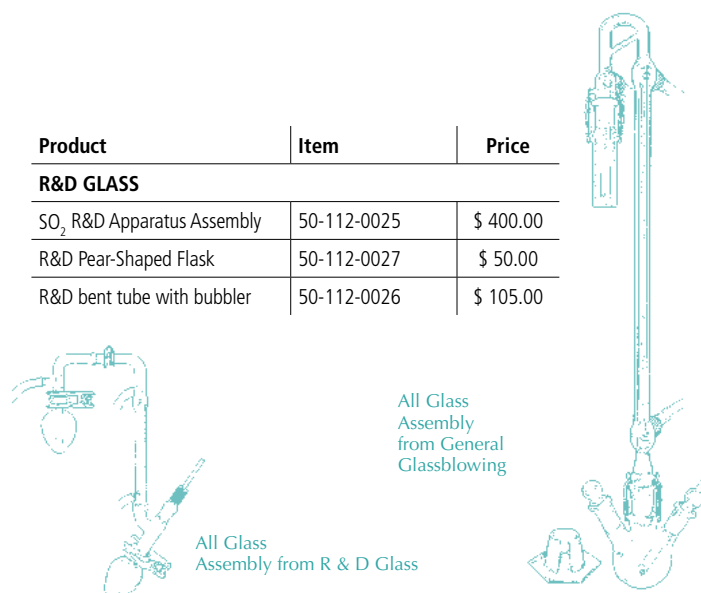 Product Item Price
R&D GLASS
SO₂ R&D Apparatus Assembly 50-112-0025 $ 400.00
R&D Pear-Shaped Flask 50-112-0027 $ 50.00
R&D bent tube with bubbler 50-112-0026 $ 105.00
All Glass
Assembly
from General
Glassblowing
All Glass
Assembly from R & D Glass